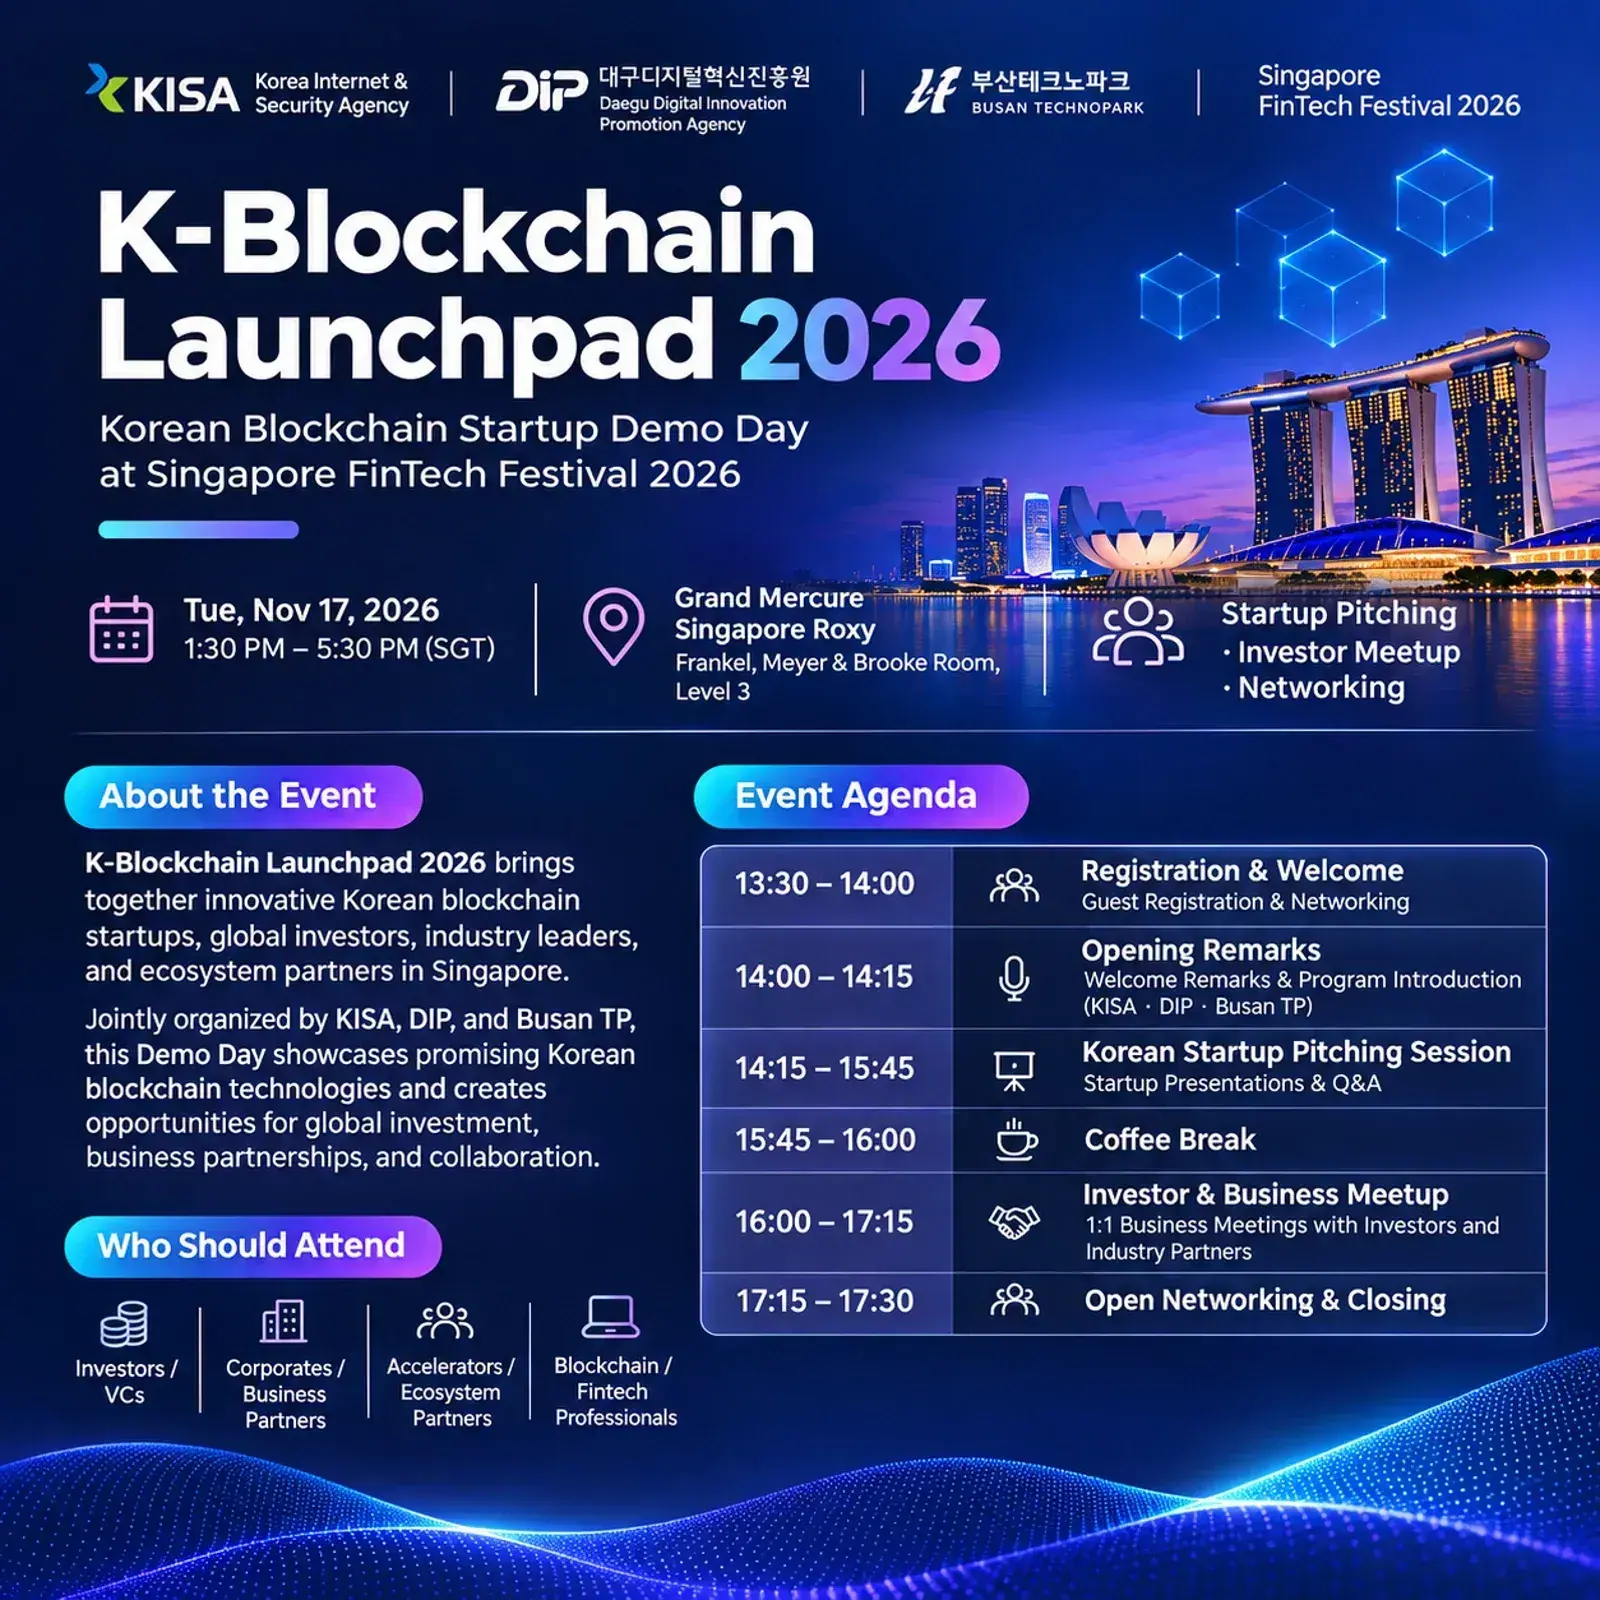 KISA
Korea Internet &
Security Agency
DiP
대구디지털혁신진흥원
Daegu Digital Innovation
Promotion Agency
부산테크노파크
BUSAN TECHNOPARK
Singapore
FinTech Festival 2026
K-Blockchain
Launchpad 2026
Korean Blockchain Startup Demo Day
at Singapore FinTech Festival 2026
Tue, Nov 17, 2026
1:30 PM – 5:30 PM (SGT)
Grand Mercure
Singapore Roxy
Frankel, Meyer & Brooke Room,
Level 3
Startup Pitching
· Investor Meetup
· Networking
About the Event
K-Blockchain Launchpad 2026 brings
together innovative Korean blockchain
startups, global investors, industry leaders,
and ecosystem partners in Singapore.
Jointly organized by KISA, DIP, and Busan TP,
this Demo Day showcases promising Korean
blockchain technologies and creates
opportunities for global investment,
business partnerships, and collaboration.
Who Should Attend
Investors /
VCs
Corporates /
Business
Partners
Accelerators /
Ecosystem
Partners
Blockchain /
Fintech
Professionals
Event Agenda
13:30 – 14:00
Registration & Welcome
Guest Registration & Networking
14:00 – 14:15
Opening Remarks
Welcome Remarks & Program Introduction
(KISA · DIP · Busan TP)
14:15 – 15:45
Korean Startup Pitching Session
Startup Presentations & Q&A
15:45 – 16:00
Coffee Break
16:00 – 17:15
Investor & Business Meetup
1:1 Business Meetings with Investors and
Industry Partners
17:15 – 17:30
Open Networking & Closing